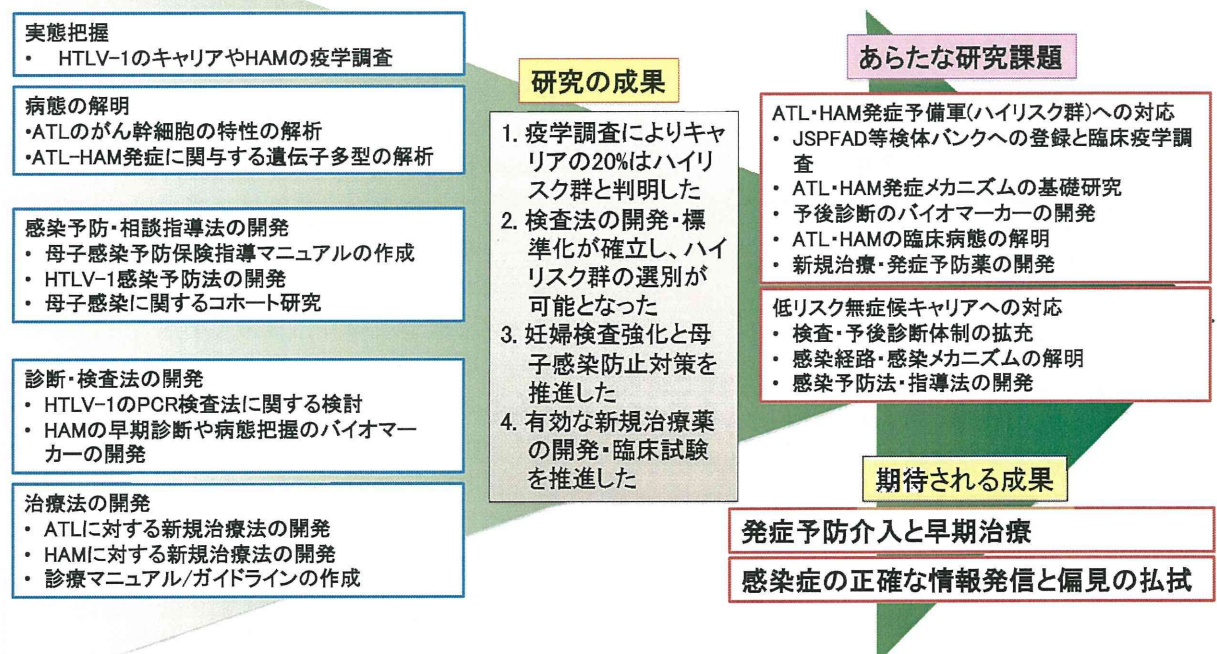 実態把握
• HTLV-1のキャリアやHAMの疫学調査
病態の解明
•ATLのがん幹細胞の特性の解析
•ATL-HAM発症に関与する遺伝子多型の解析
感染予防・相談指導法の開発
• 母子感染予防保険指導マニュアルの作成
• HTLV-1感染予防法の開発
• 母子感染に関するコホート研究
診断・検査法の開発
• HTLV-1のPCR検査法に関する検討
• HAMの早期診断や病態把握のバイオマー
カーの開発
治療法の開発
• ATLに対する新規治療法の開発
• HAMに対する新規治療法の開発
• 診療マニュアル/ガイドラインの作成
研究の成果
1. 疫学調査によりキャ
リアの20%はハイリ
スク群と判明した
2. 検査法の開発・標
準化が確立し、ハイ
リスク群の選別が
可能となった
3. 妊婦検査強化と母
子感染防止対策を
推進した
4. 有効な新規治療薬
の開発・臨床試験
を推進した
あらたな研究課題
ATL・HAM発症予備軍(ハイリスク群)への対応
• JSPFAD等検体バンクへの登録と臨床疫学調
査
• ATL・HAM発症メカニズムの基礎研究
• 予後診断のバイオマーカーの開発
• ATL・HAMの臨床病態の解明
• 新規治療・発症予防薬の開発
低リスク無症候キャリアへの対応
• 検査・予後診断体制の拡充
• 感染経路・感染メカニズムの解明
• 感染予防法・指導法の開発
期待される成果
発症予防介入と早期治療
感染症の正確な情報発信と偏見の払拭